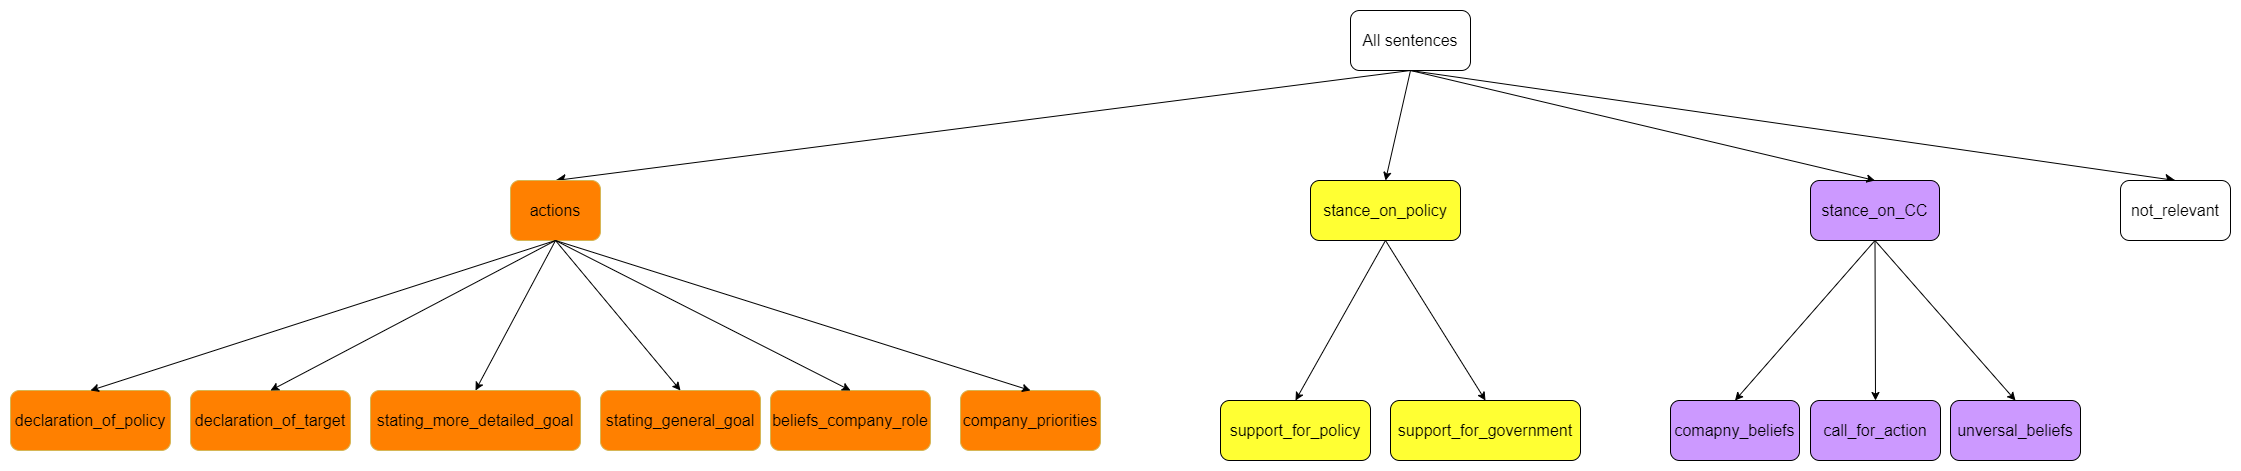 All sentences
actions
stance_on_policy
stance_on_CC
not_relevant
declaration_of_policy
declaration_of_target
stating_more_detailed_goal
stating_general_goal
beliefs_company_role
company_priorities
support_for_policy
support_for_government
comapny_beliefs
call_for_action
unversal_beliefs